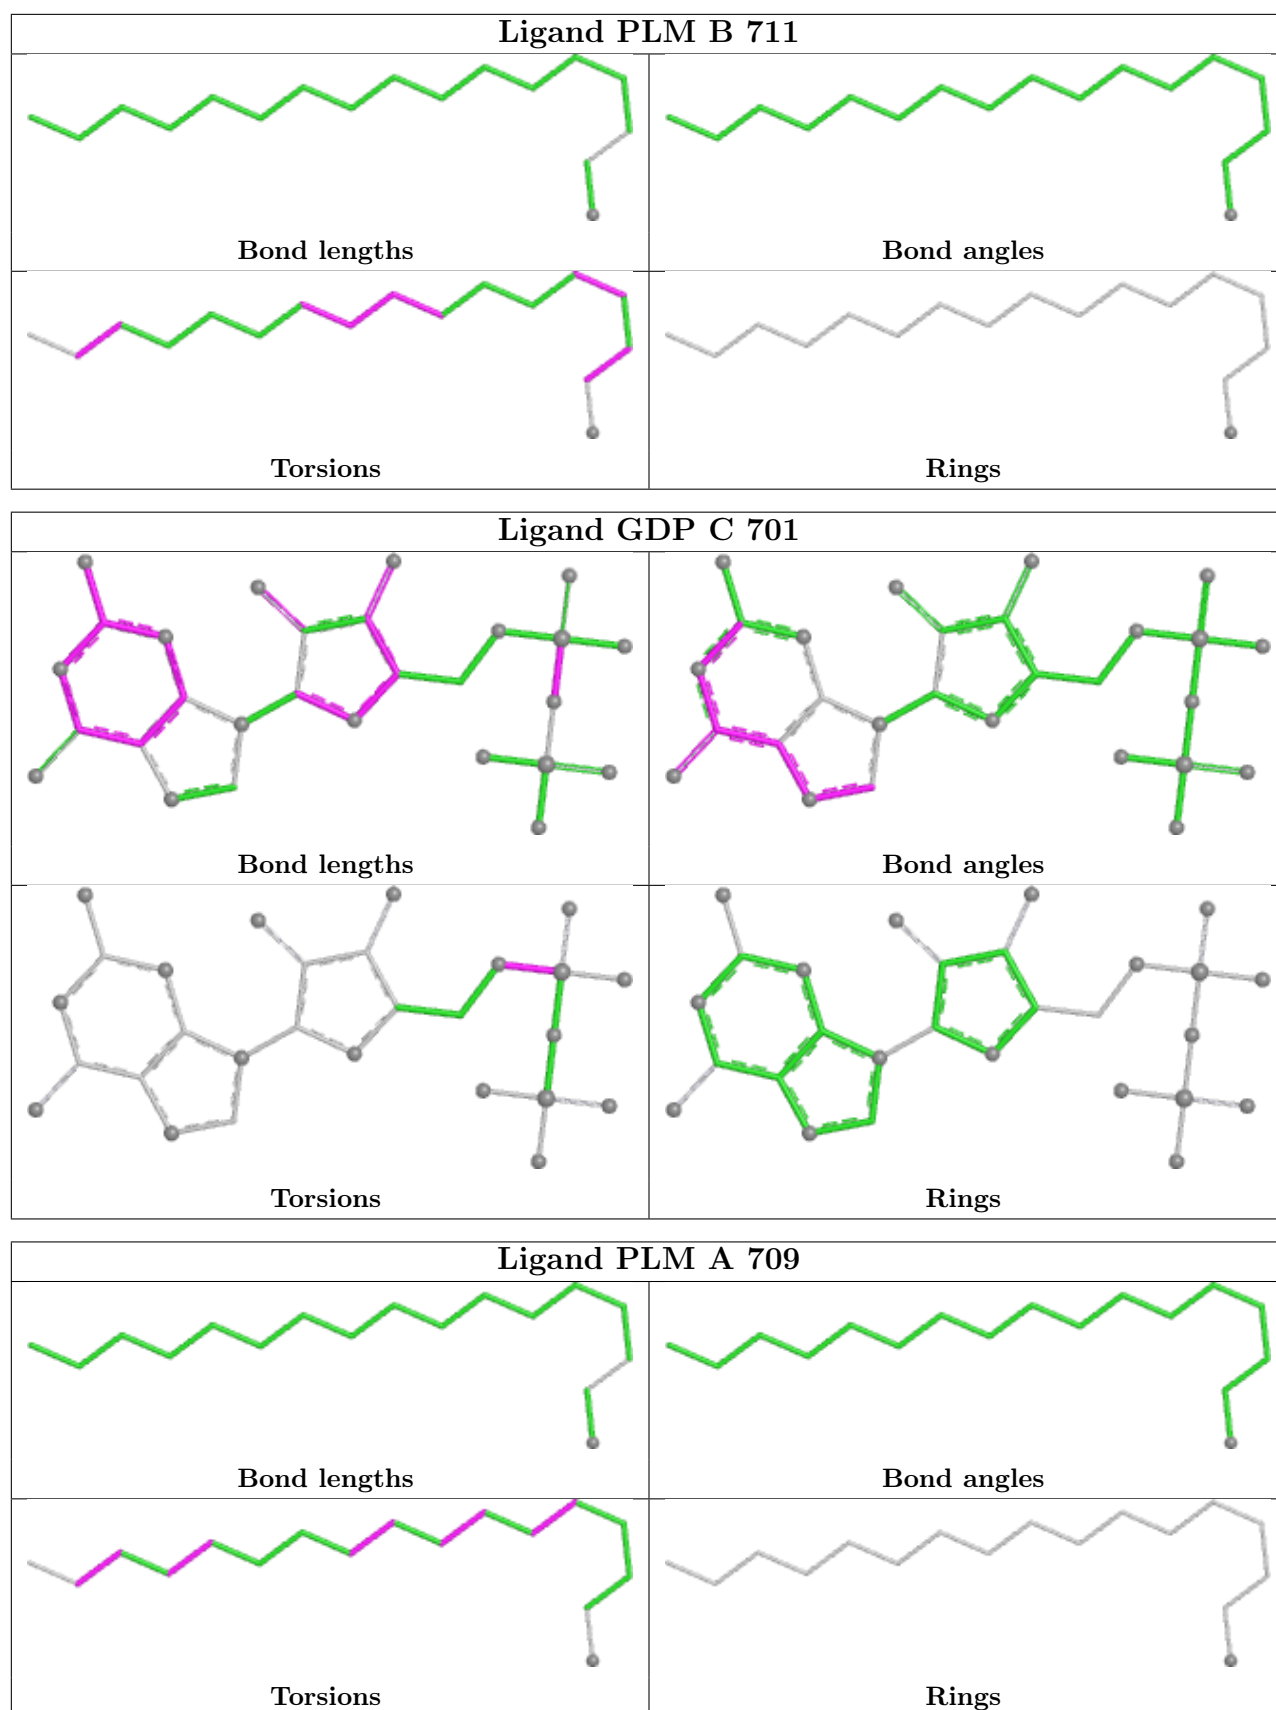 Ligand PLM B 711
Bond lengths
Bond angles
Torsions
Rings
Ligand GDP C 701
Bond lengths
Bond angles
Torsions
Rings
Ligand PLM A 709
Bond lengths
Bond angles
Torsions
Rings